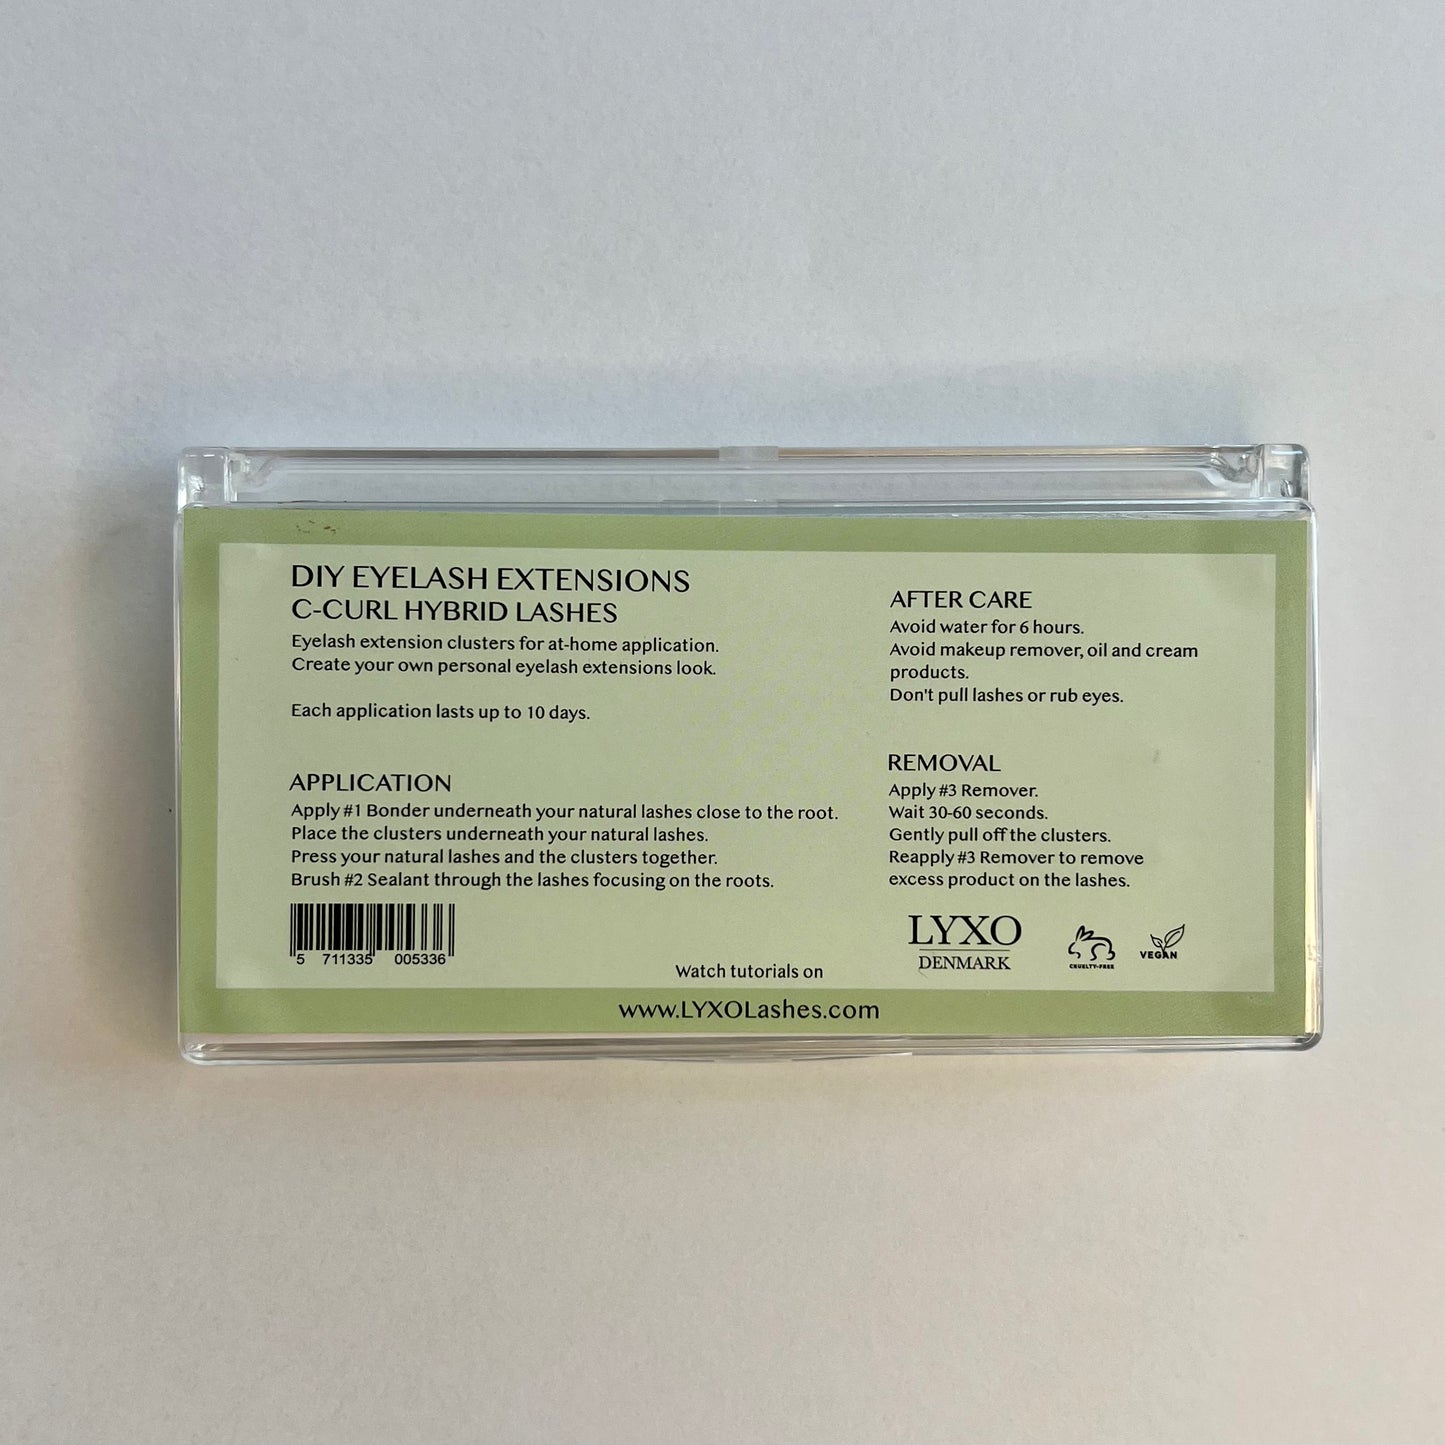 DIY EYELASH EXTENSIONS
C-CURL HYBRID LASHES
Eyelash extension clusters for at-home application.
Create your own personal eyelash extensions look.
Each application lasts up to 10 days.
APPLICATION
Apply #1 Bonder underneath your natural lashes close to the root.
Place the clusters underneath your natural lashes.
Press your natural lashes and the clusters together.
Brush #2 Sealant through the lashes focusing on the roots.
5 711335 005336
AFTER CARE
Avoid water for 6 hours.
Avoid makeup remover, oil and cream
products.
Don't pull lashes or rub eyes.
REMOVAL
Apply #3 Remover.
Wait 30-60 seconds.
Gently pull off the clusters.
Reapply #3 Remover to remove
excess product on the lashes.
LYXO
DENMARK
CRUELTY-FREE
VEGAN
Watch tutorials on
www.LYXOLashes.com